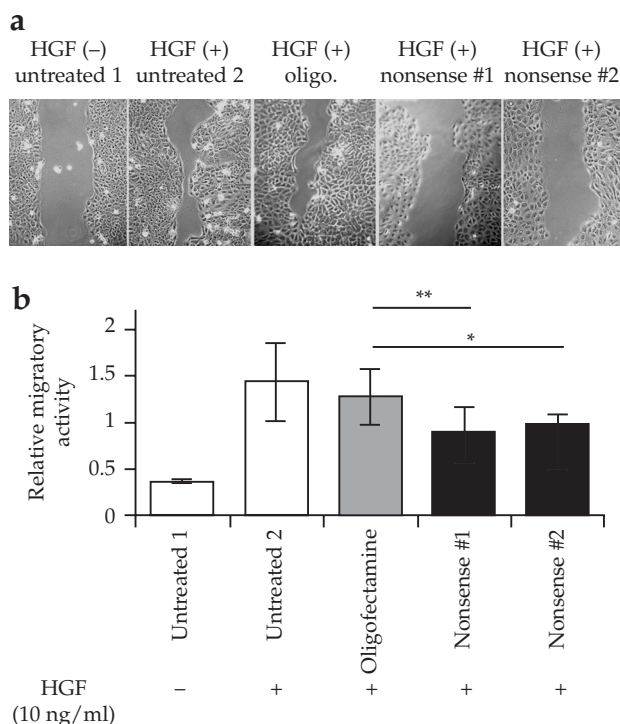 a
HGF (–) HGF (+) HGF (+) HGF (+) HGF (+)
untreated 1 untreated 2 oligo. nonsense #1 nonsense #2
b
**
*
2
1.5
1
0.5
0
Relative migratory
activity
Untreated 1
Untreated 2
Oligofectamine
Nonsense #1
Nonsense #2
HGF – + + + +
(10 ng/ml)